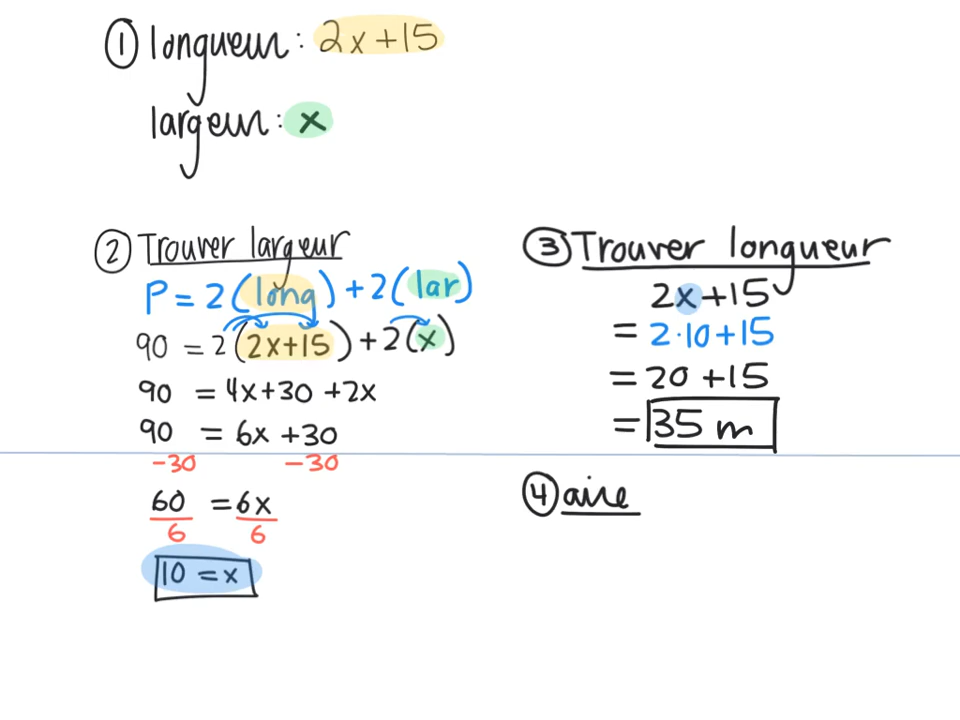 ① longueur: 2x+15
largeur: x
② Trouver largeur
P = 2(long) + 2(lar)
90 = 2(2x+15) + 2(x)
90 = 4x+30 +2x
90 = 6x +30
-30 -30
60 = 6x
6 6
10 = x
③ Trouver longueur
2x+15
= 2·10+15
= 20 +15
= 35 m
④ aire